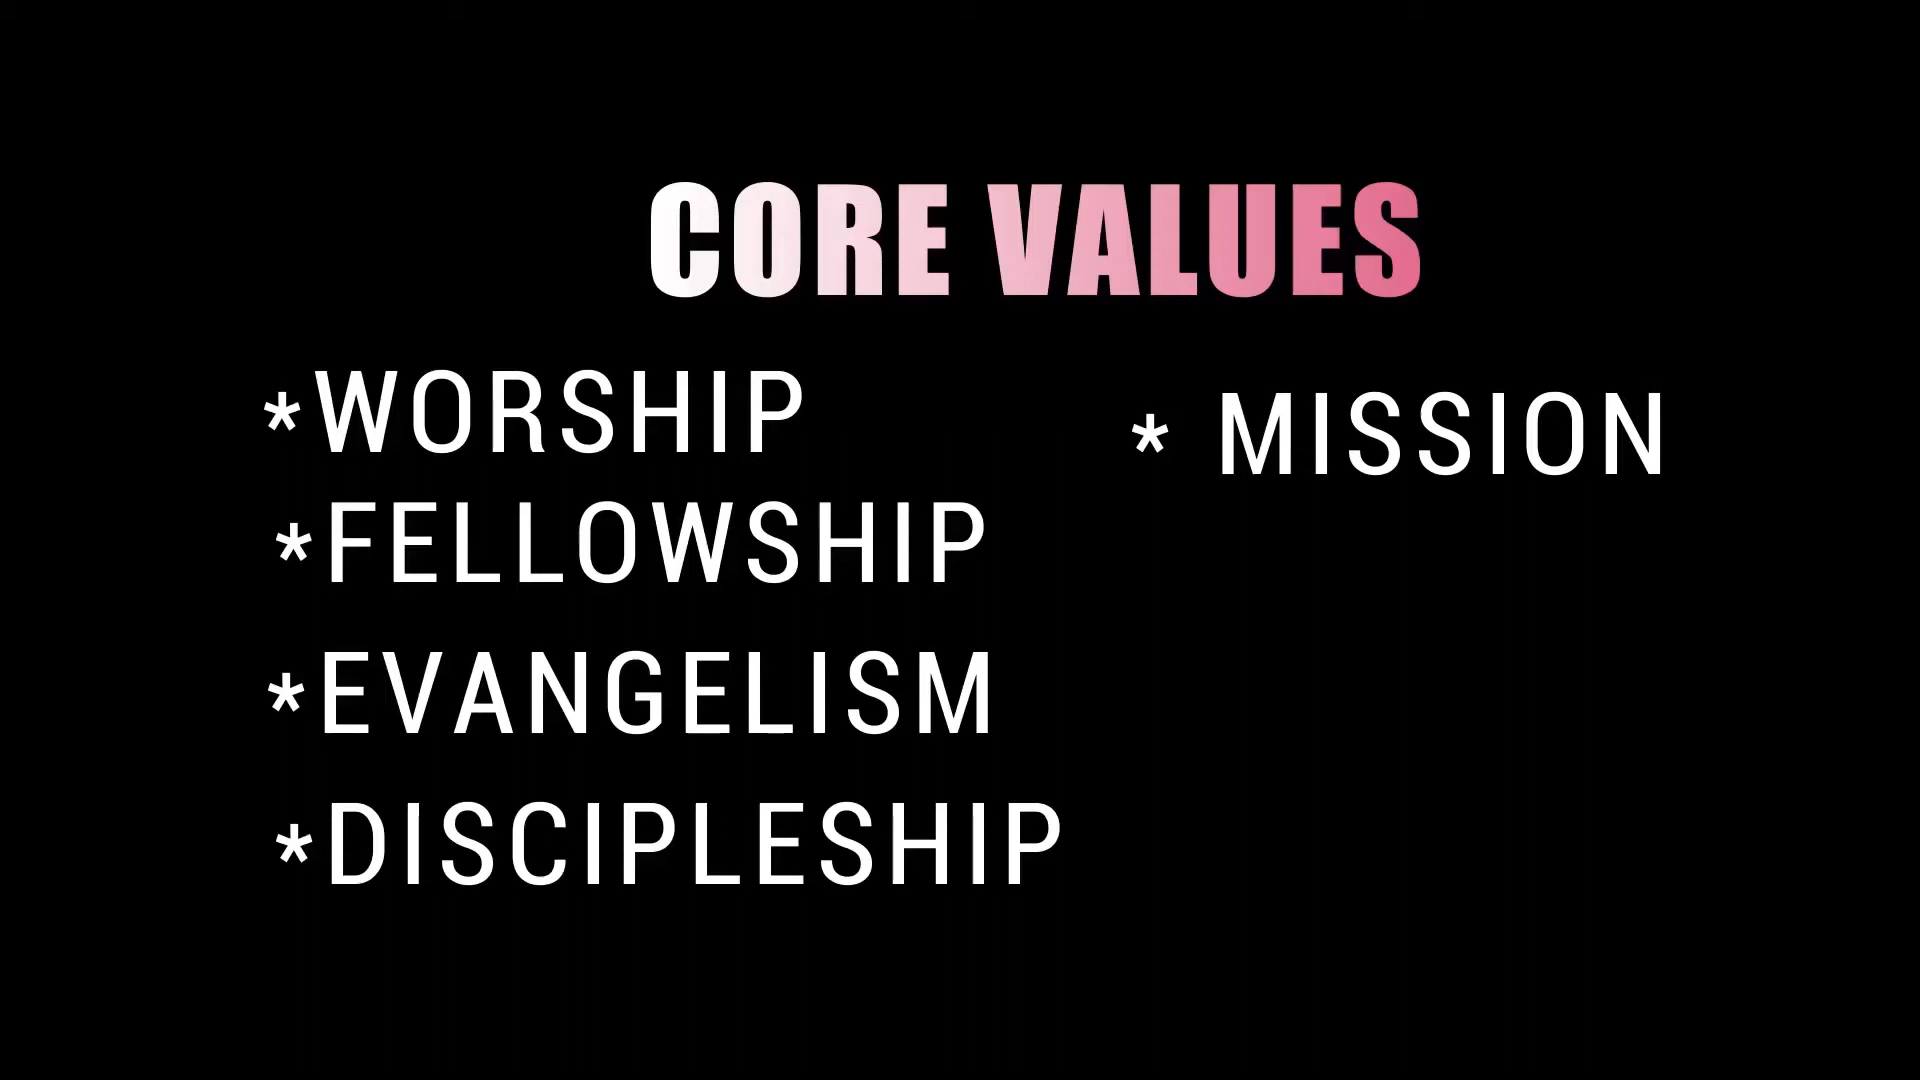 CORE VALUES
*WORSHIP
*FELLOWSHIP
*EVANGELISM
*DISCIPLESHIP
* MISSION